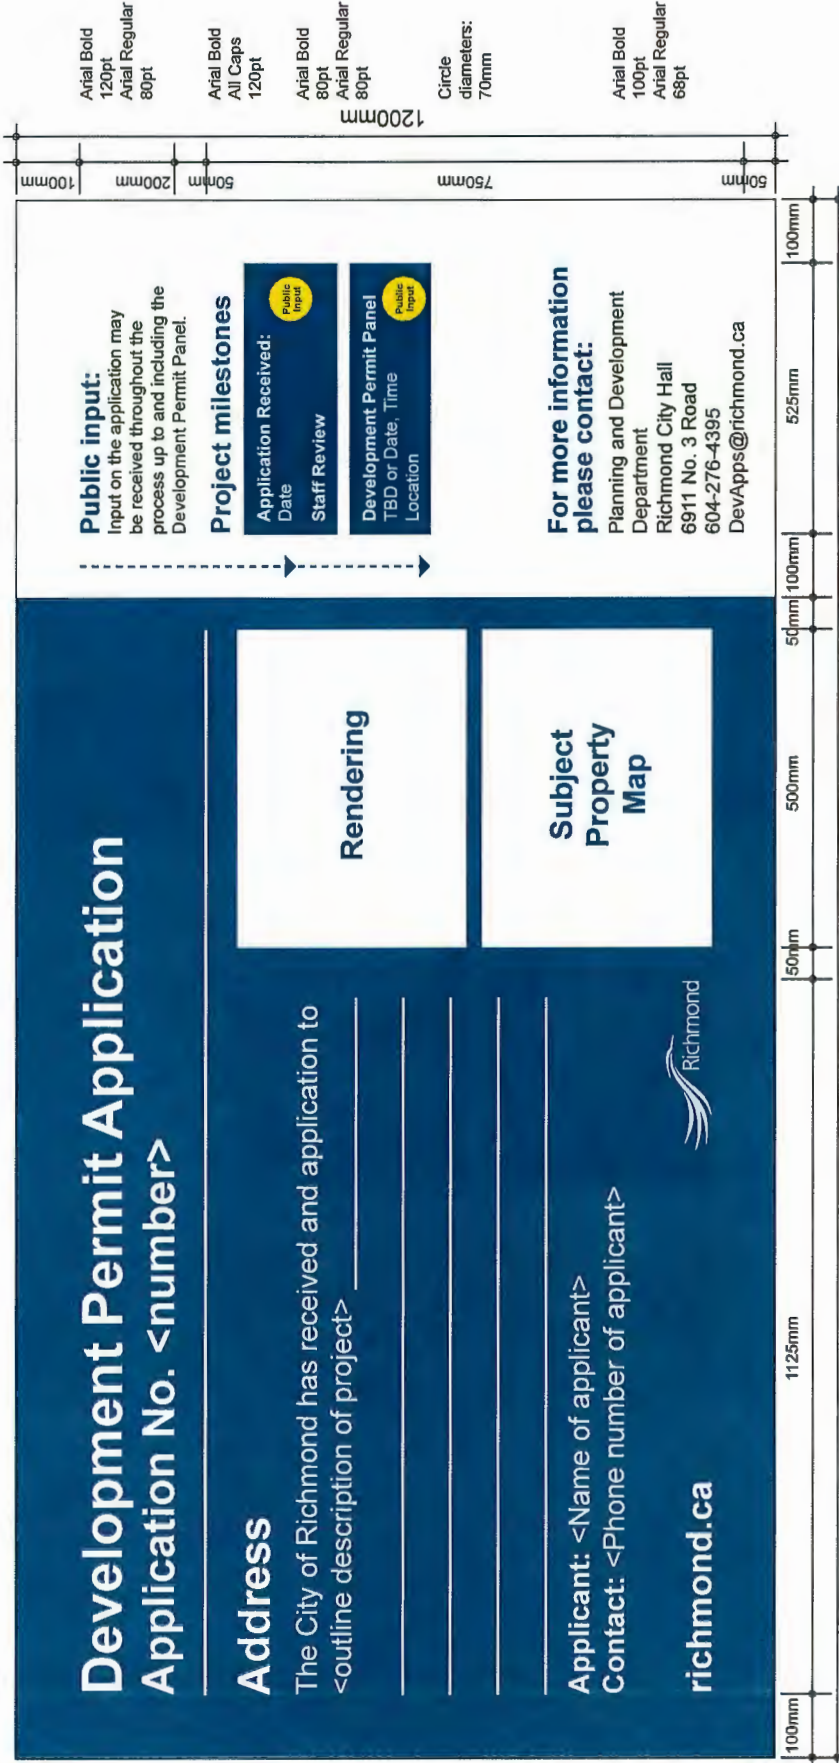 Development Permit Application
Application No. <number>
Address
The City of Richmond has received and application to
<outline description of project>
Applicant: <Name of applicant>
Contact: <Phone number of applicant>
richmond.ca
Richmond
Rendering
Subject
Property
Map
Public input:
Input on the application may
be received throughout the
process up to and including the
Development Permit Panel.
Project milestones
Application Received:
Date
Staff Review
Public
Input
Development Permit Panel
TBD or Date, Time
Location
Public
Input
For more information
please contact:
Planning and Development
Department
Richmond City Hall
6911 No. 3 Road
604-276-4395
DevApps@richmond.ca
Arial Bold
120pt
Arial Regular
80pt
Arial Bold
All Caps
120pt
Arial Bold
80pt
Arial Regular
80pt
Circle
diameters:
70mm
Arial Bold
100pt
Arial Regular
68pt
100mm
200mm
50mm
750mm
50mm
1200mm
100mm
1125mm
50mm
500mm
50mm
100mm
525mm
100mm